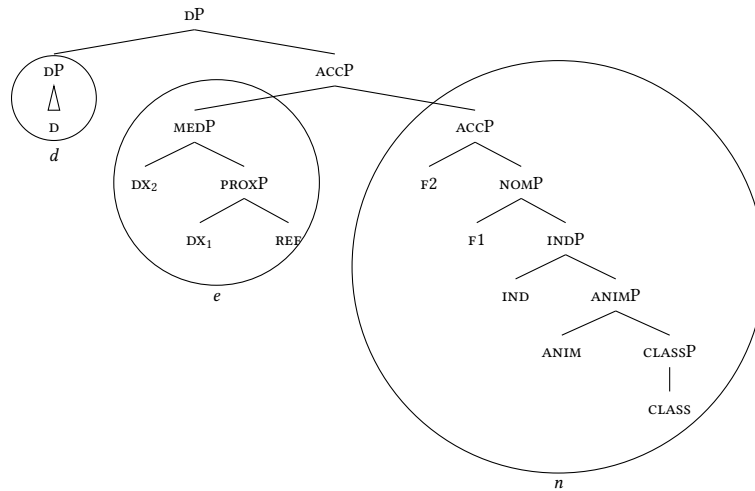 DP
DP ACCP
D MEDP ACCP
d DX₂ PROXP F2 NOMP
DX₁ REF F1 INDP
e IND ANIMP
ANIM CLASSP
CLASS
n